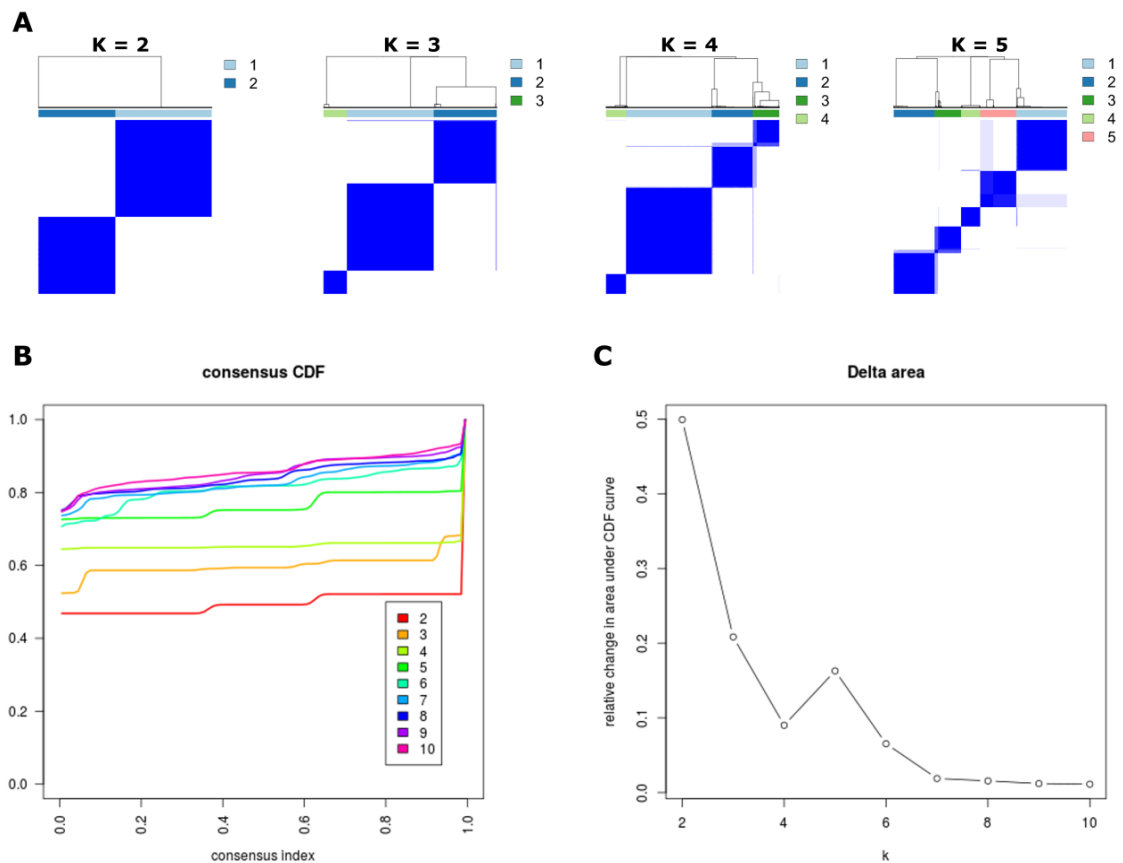 A
K = 2
1
2
K = 3
1
2
3
K = 4
1
2
3
4
K = 5
1
2
3
4
5
B
consensus CDF
1.0
0.8
0.6
0.4
0.2
0.0
2
3
4
5
6
7
8
9
10
0.0 0.2 0.4 0.6 0.8 1.0
consensus index
C
Delta area
relative change in area under CDF curve
0.5
0.4
0.3
0.2
0.1
0.0
2 4 6 8 10
k